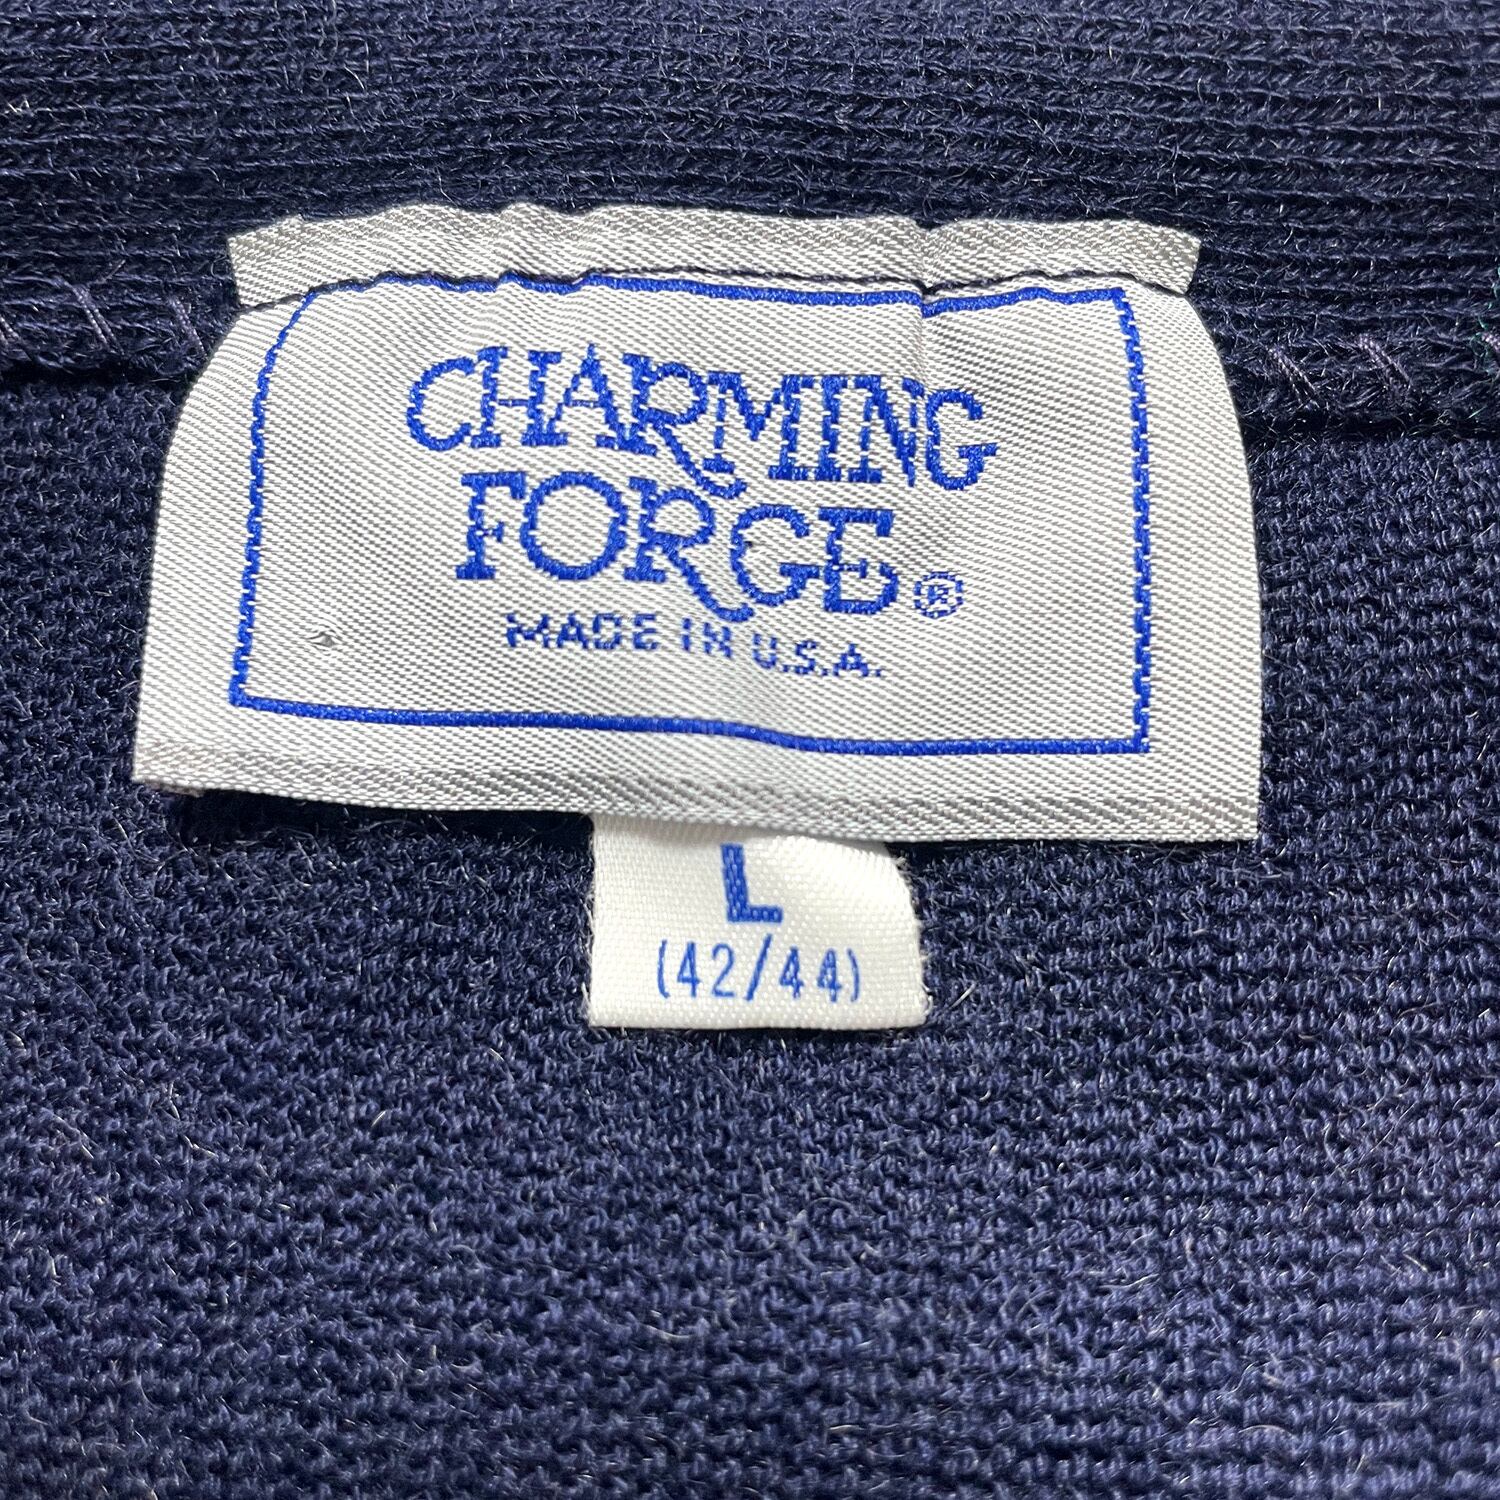 CHARMING
FORGE ®
MADE IN U.S.A.
L
(42/44)